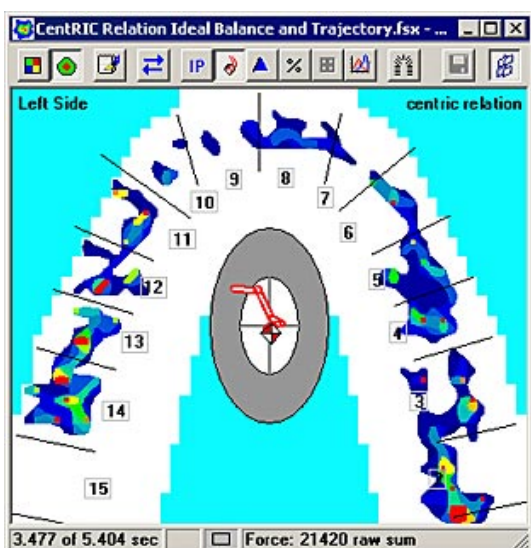 CentRIC Relation Ideal Balance and Trajectory.fsx - ...
IP %
Left Side centric relation
9 8
10 7
11 6
12 5
13 4
14 3
15 2
3.477 of 5.404 sec Force: 21420 raw sum